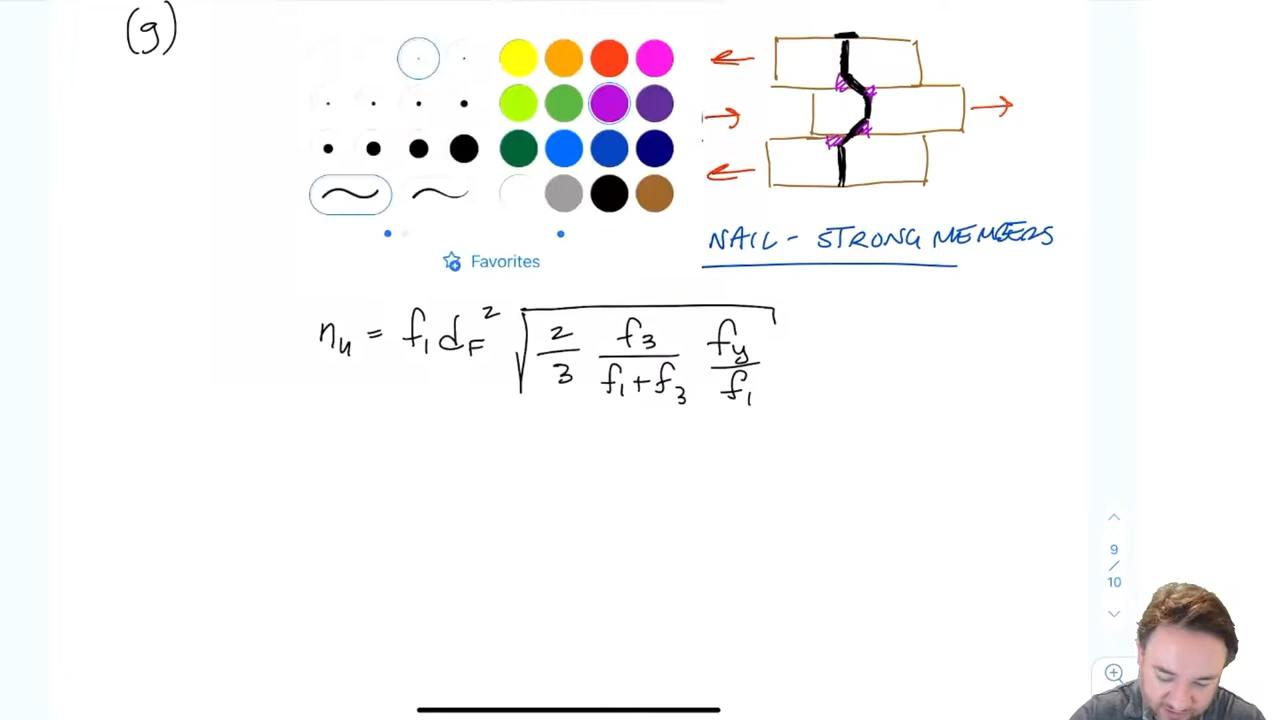 (g)
NAIL - STRONG MEMBERS
Favorites
n_u = f_1 d_F^2 √(2/3 f_3/(f_1+f_3) f_y/f_1)
9
/
10